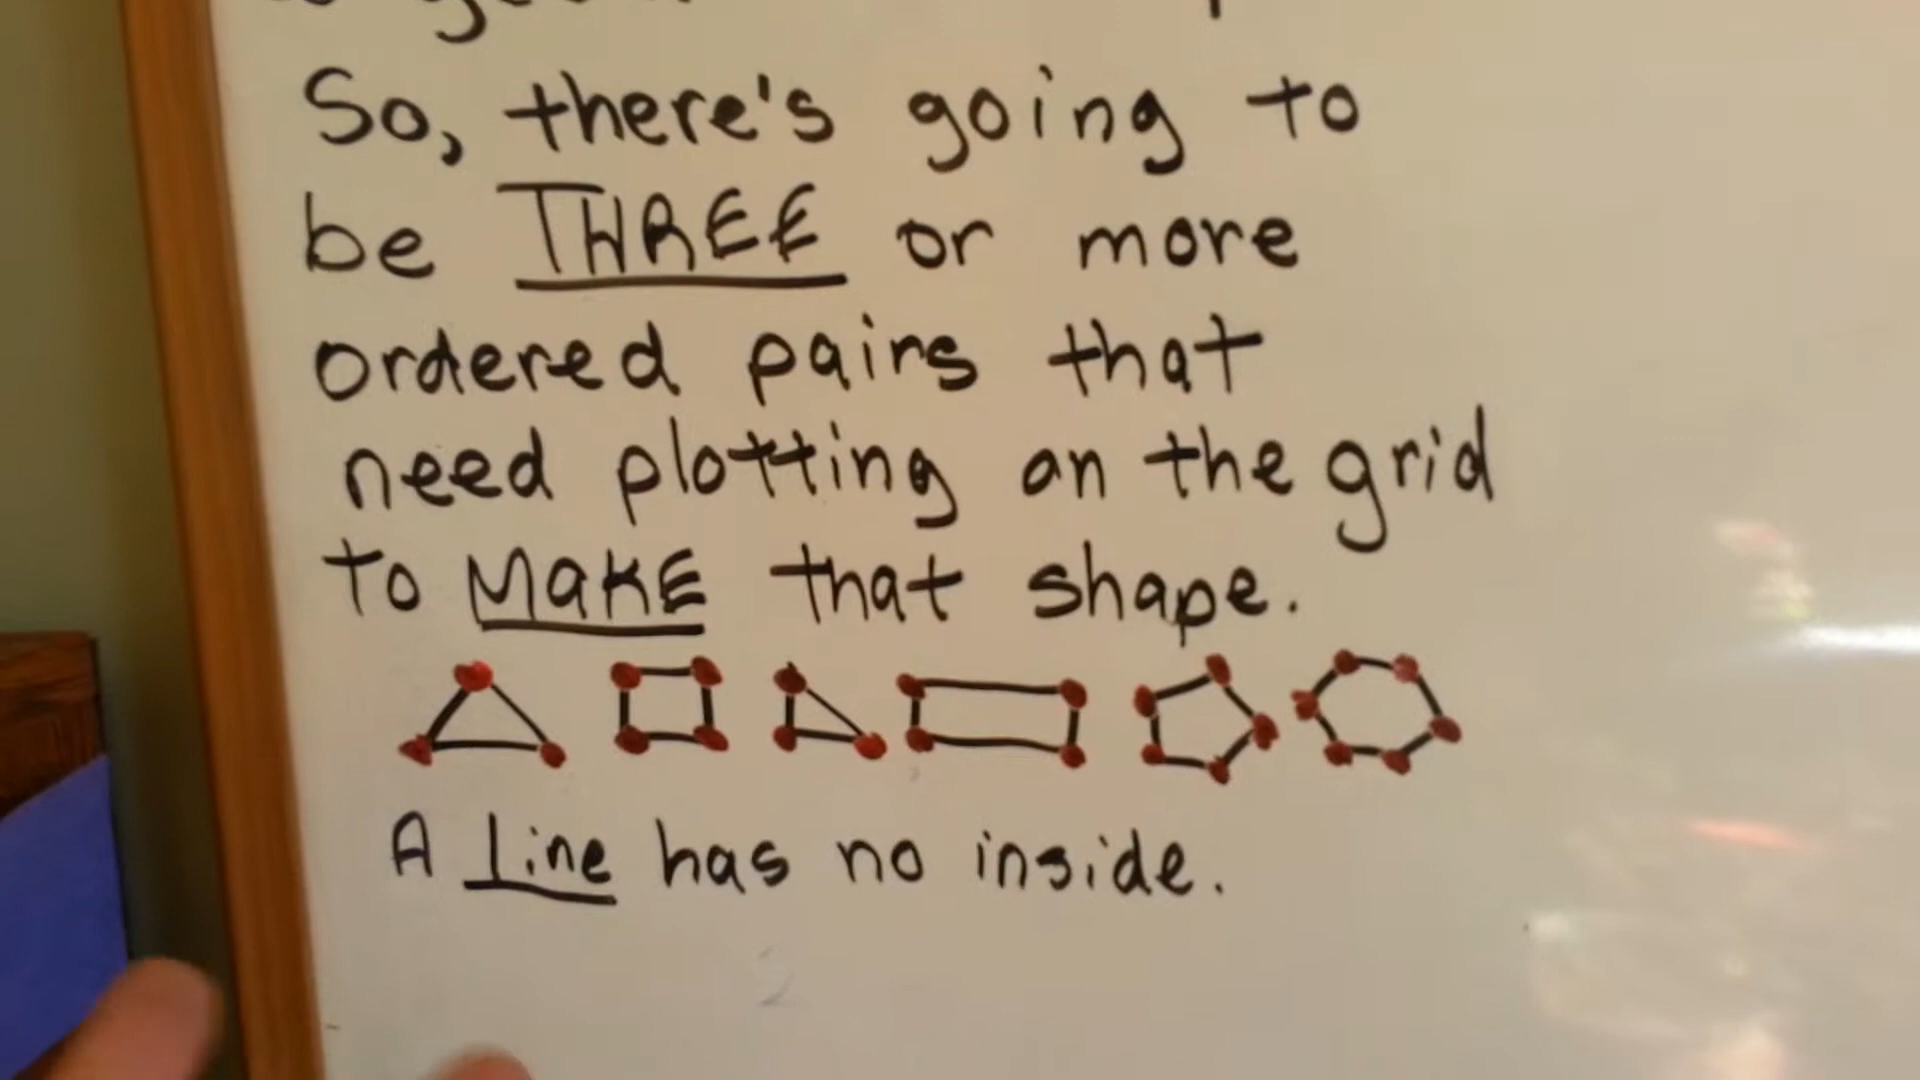 So, there's going to
be THREE or more
ordered pairs that
need plotting on the grid
to MAKE that shape.
A Line has no inside.